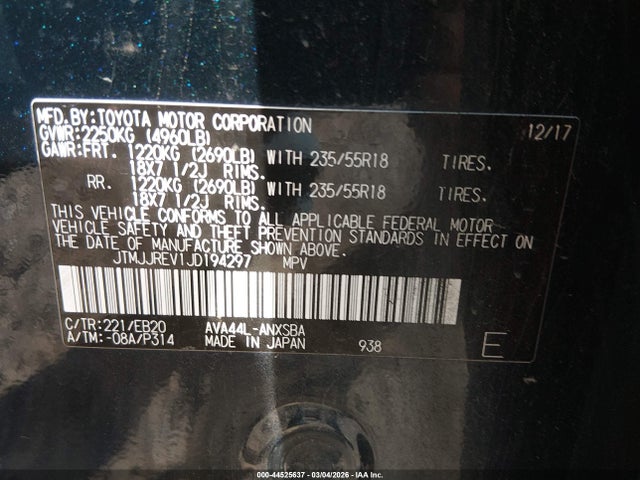 MFD.BY:TOYOTA MOTOR CORPORATION 12/17
GVWR:2250KG (4960LB)
GAWR:FRT. 1220KG (2690LB) WITH 235/55R18 TIRES.
18X7 1/2J RIMS.
RR. 1220KG (2690LB) WITH 235/55R18 TIRES.
18X7 1/2J RIMS.
THIS VEHICLE CONFORMS TO ALL APPLICABLE FEDERAL MOTOR
VEHICLE SAFETY AND THEFT PREVENTION STANDARDS IN EFFECT ON
THE DATE OF MANUFACTURE SHOWN ABOVE.
JTMJJREV1JD194297 MPV
C/TR:221/EB20 AVA44L-ANXSBA
A/TM:-08A/P314 MADE IN JAPAN 938 E
000-44525637 - 03/04/2026 - IAA Inc.